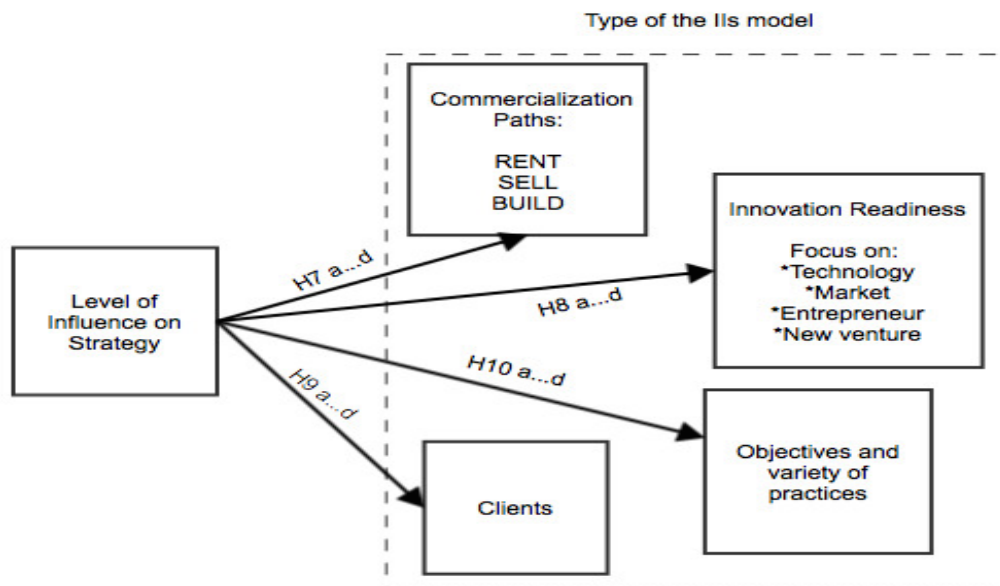 Type of the IIs model
Commercialization
Paths:
RENT
SELL
BUILD
Innovation Readiness
Focus on:
*Technology
*Market
*Entrepreneur
*New venture
Level of
Influence on
Strategy
H7 a...d
H8 a...d
H10 a...d
H9 a...d
Objectives and
variety of
practices
Clients